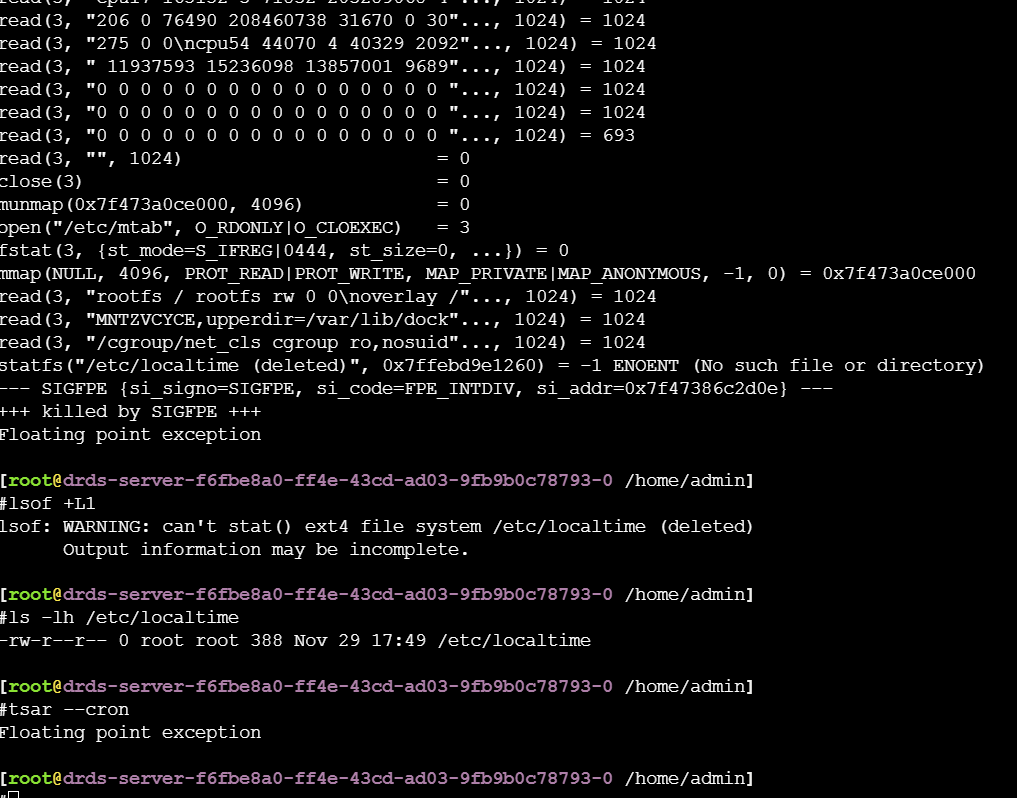 read(3, "206 0 76490 208460738 31670 0 30"..., 1024) = 1024
read(3, "275 0 0\ncpu54 44070 4 40329 2092"..., 1024) = 1024
read(3, " 11937593 15236098 13857001 9689"..., 1024) = 1024
read(3, "0 0 0 0 0 0 0 0 0 0 0 0 0 0 0 0 "..., 1024) = 1024
read(3, "0 0 0 0 0 0 0 0 0 0 0 0 0 0 0 0 "..., 1024) = 1024
read(3, "0 0 0 0 0 0 0 0 0 0 0 0 0 0 0 0 "..., 1024) = 693
read(3, "", 1024)                       = 0
close(3)                                = 0
munmap(0x7f473a0ce000, 4096)            = 0
open("/etc/mtab", O_RDONLY|O_CLOEXEC)   = 3
fstat(3, {st_mode=S_IFREG|0444, st_size=0, ...}) = 0
mmap(NULL, 4096, PROT_READ|PROT_WRITE, MAP_PRIVATE|MAP_ANONYMOUS, -1, 0) = 0x7f473a0ce000
read(3, "rootfs / rootfs rw 0 0\noverlay /"..., 1024) = 1024
read(3, "MNTZVCYCE,upperdir=/var/lib/dock"..., 1024) = 1024
read(3, "/cgroup/net_cls cgroup ro,nosuid"..., 1024) = 1024
statfs("/etc/localtime (deleted)", 0x7ffebd9e1260) = -1 ENOENT (No such file or directory)
--- SIGFPE {si_signo=SIGFPE, si_code=FPE_INTDIV, si_addr=0x7f47386c2d0e} ---
+++ killed by SIGFPE +++
Floating point exception
[root@drds-server-f6fbe8a0-ff4e-43cd-ad03-9fb9b0c78793-0 /home/admin]
#lsof +L1
lsof: WARNING: can't stat() ext4 file system /etc/localtime (deleted)
      Output information may be incomplete.
[root@drds-server-f6fbe8a0-ff4e-43cd-ad03-9fb9b0c78793-0 /home/admin]
#ls -lh /etc/localtime
-rw-r--r-- 0 root root 388 Nov 29 17:49 /etc/localtime
[root@drds-server-f6fbe8a0-ff4e-43cd-ad03-9fb9b0c78793-0 /home/admin]
#tsar --cron
Floating point exception
[root@drds-server-f6fbe8a0-ff4e-43cd-ad03-9fb9b0c78793-0 /home/admin]